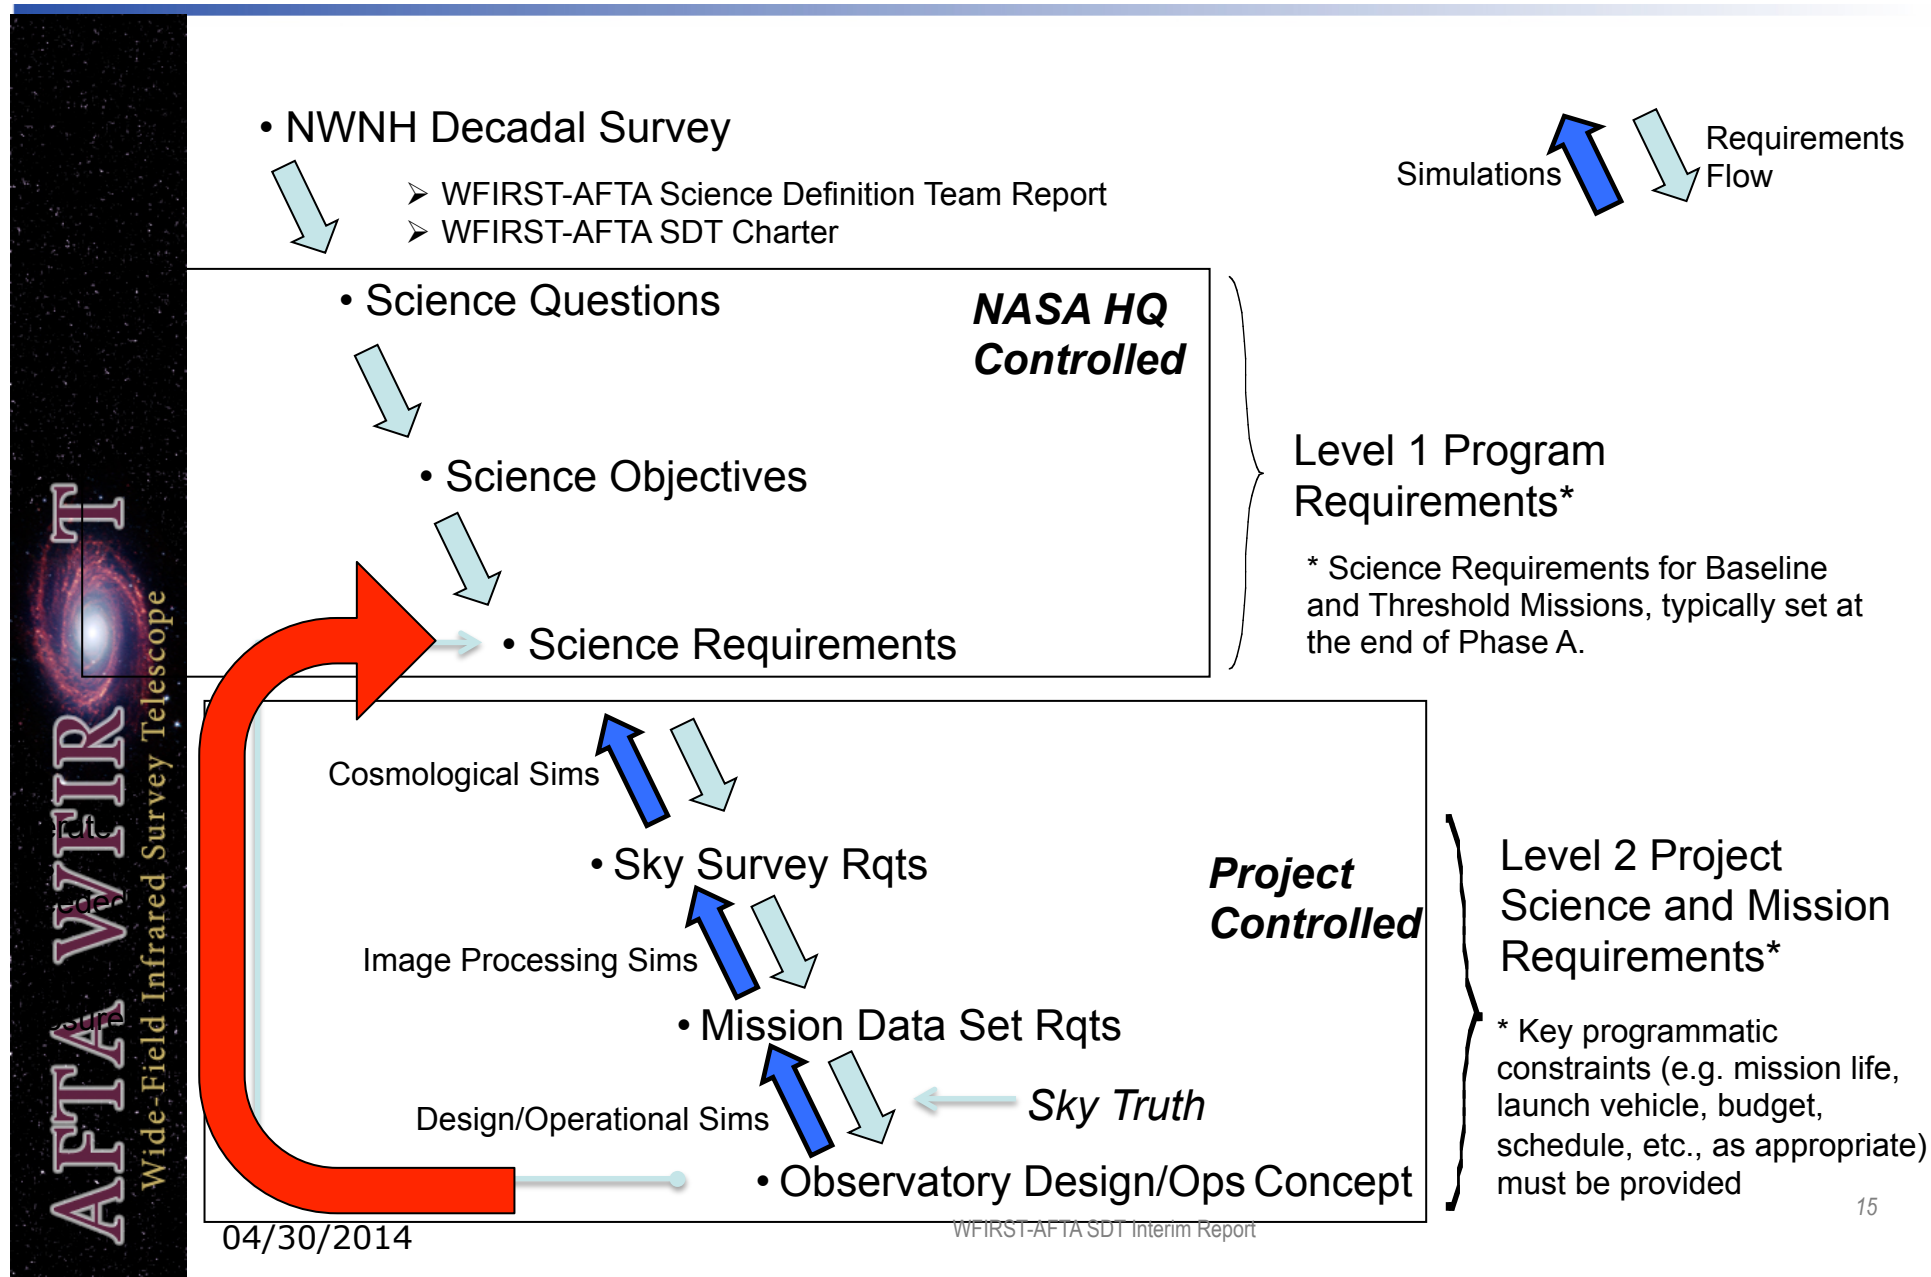 • NWNH Decadal Survey
➢ WFIRST-AFTA Science Definition Team Report
➢ WFIRST-AFTA SDT Charter
Simulations
Requirements
Flow
• Science Questions
NASA HQ
Controlled
• Science Objectives
Level 1 Program
Requirements*
* Science Requirements for Baseline
and Threshold Missions, typically set at
the end of Phase A.
• Science Requirements
Cosmological Sims
• Sky Survey Rqts
Project
Controlled
Level 2 Project
Science and Mission
Requirements*
Image Processing Sims
• Mission Data Set Rqts
* Key programmatic
constraints (e.g. mission life,
launch vehicle, budget,
schedule, etc., as appropriate)
must be provided
Design/Operational Sims
Sky Truth
• Observatory Design/Ops Concept
AFTA WFIR T
Wide-Field Infrared Survey Telescope
04/30/2014
WFIRST-AFTA SDT Interim Report
15